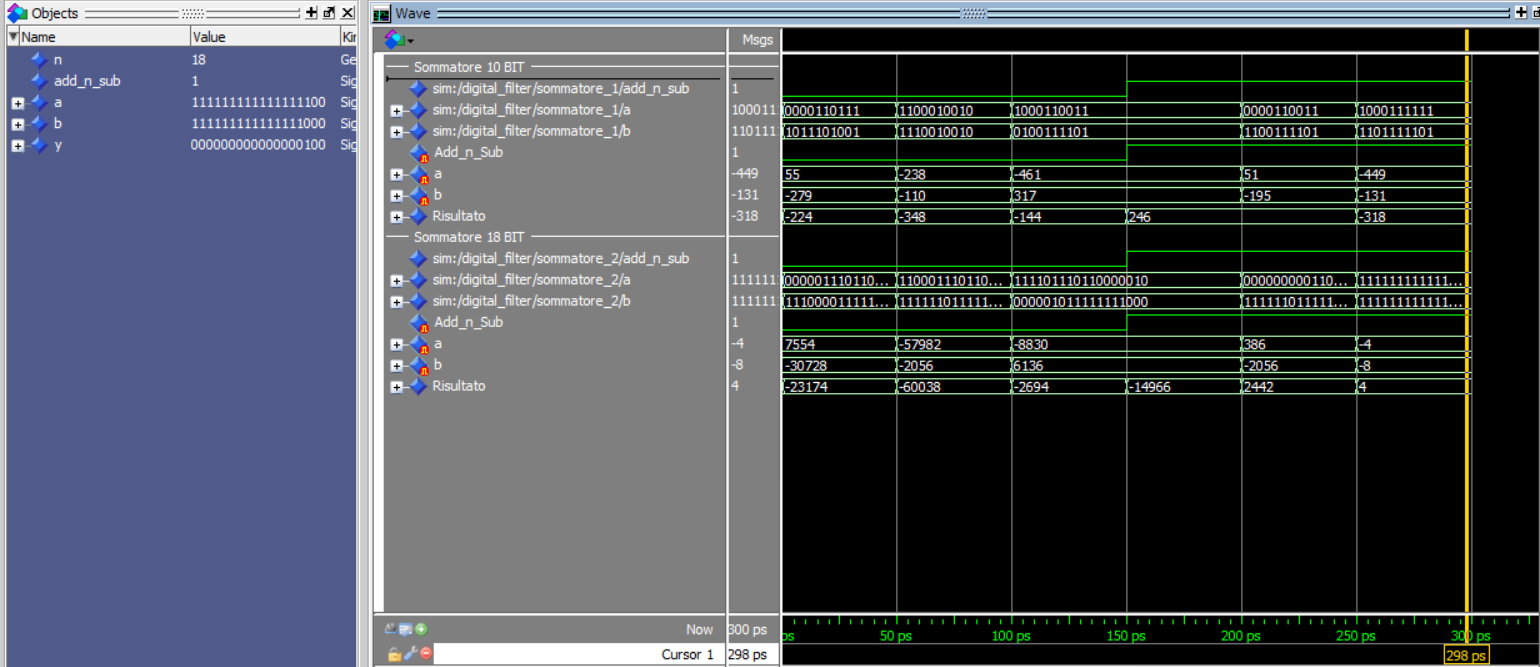 Objects
Name Value Kir
n 18 Ge
add_n_sub 1 Sig
a 111111111111111100 Sig
b 111111111111111000 Sig
y 000000000000000100 Sig
Wave
Msgs
Sommatore 10 BIT
sim:/digital_filter/sommatore_1/add_n_sub 1
sim:/digital_filter/sommatore_1/a 100011 0000110111 1100010010 1000110011 0000110011 1000111111
sim:/digital_filter/sommatore_1/b 110111 1011101001 1110010010 0100111101 1100111101 1101111101
Add_n_Sub 1
a -449 55 -238 -461 51 -449
b -131 -279 -110 317 -195 -131
Risultato -318 -224 -348 -144 246 -318
Sommatore 18 BIT
sim:/digital_filter/sommatore_2/add_n_sub 1
sim:/digital_filter/sommatore_2/a 111111 000001110110... 110001110110... 111101110110000010 000000000110... 111111111111...
sim:/digital_filter/sommatore_2/b 111111 111000011111... 111111011111... 000001011111111000 111111011111... 111111111111...
Add_n_Sub 1
a -4 7554 -57982 -8830 386 -4
b -8 -30728 -2056 6136 -2056 -8
Risultato 4 -23174 -60038 -2694 -14966 2442 4
Now 300 ps ps 50 ps 100 ps 150 ps 200 ps 250 ps 300 ps
Cursor 1 298 ps 298 ps